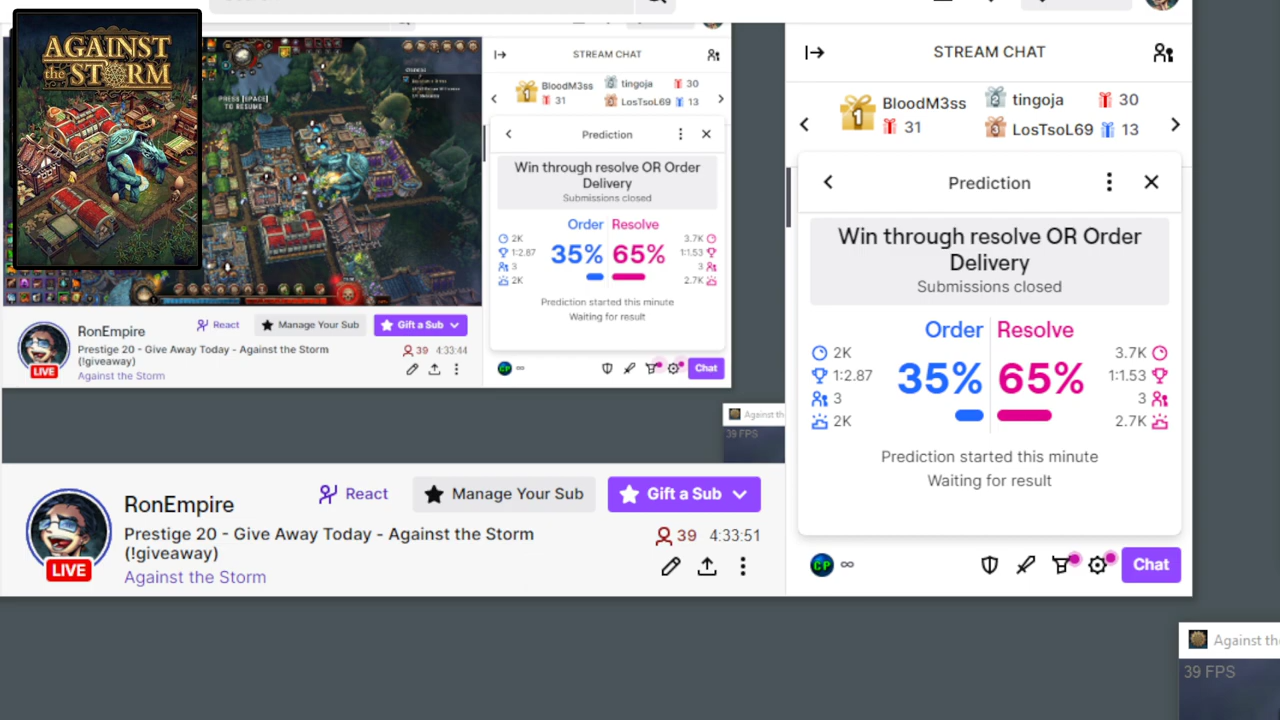 AGAINST
the STORM
PRESS [SPACE]
TO RESUME
STREAM CHAT
BloodM3ss
31
tingoja
30
LosTsoL69
13
Prediction
Win through resolve OR Order
Delivery
Submissions closed
Order Resolve
2K
1:2.87
3
2K
35% 65%
3.7K
1:1.53
3
2.7K
Prediction started this minute
Waiting for result
RonEmpire
React
Manage Your Sub
Gift a Sub
Prestige 20 - Give Away Today - Against the Storm
(!giveaway)
Against the Storm
39
4:33:44
LIVE
Chat
Against th
39 FPS
STREAM CHAT
BloodM3ss
31
tingoja
30
LosTsoL69
13
Prediction
Win through resolve OR Order
Delivery
Submissions closed
Order Resolve
2K
1:2.87
3
2K
35% 65%
3.7K
1:1.53
3
2.7K
Prediction started this minute
Waiting for result
RonEmpire
React
Manage Your Sub
Gift a Sub
Prestige 20 - Give Away Today - Against the Storm
(!giveaway)
Against the Storm
39
4:33:51
LIVE
CP
Chat
Against the
39 FPS